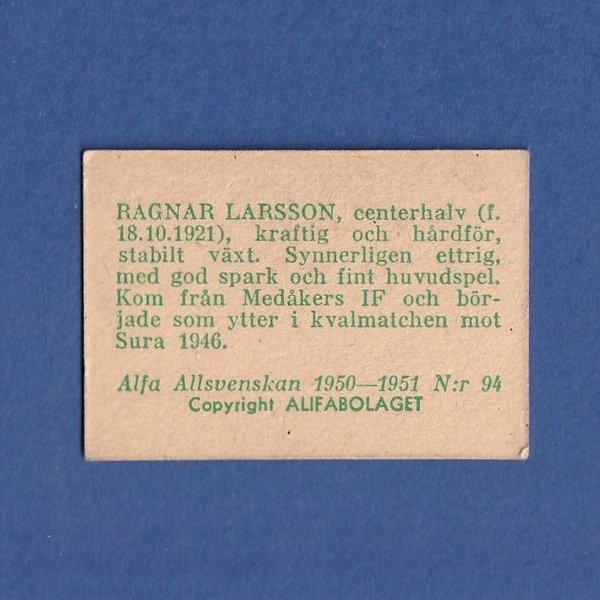 RAGNAR LARSSON, centerhalv (f.
18.10.1921), kraftig och hårdför,
stabilt växt. Synnerligen ettrig,
med god spark och fint huvudspel.
Kom från Medåkers IF och bör-
jade som ytter i kvalmatchen mot
Sura 1946.
Alfa Allsvenskan 1950—1951 N:r 94
Copyright ALIFABOLAGET